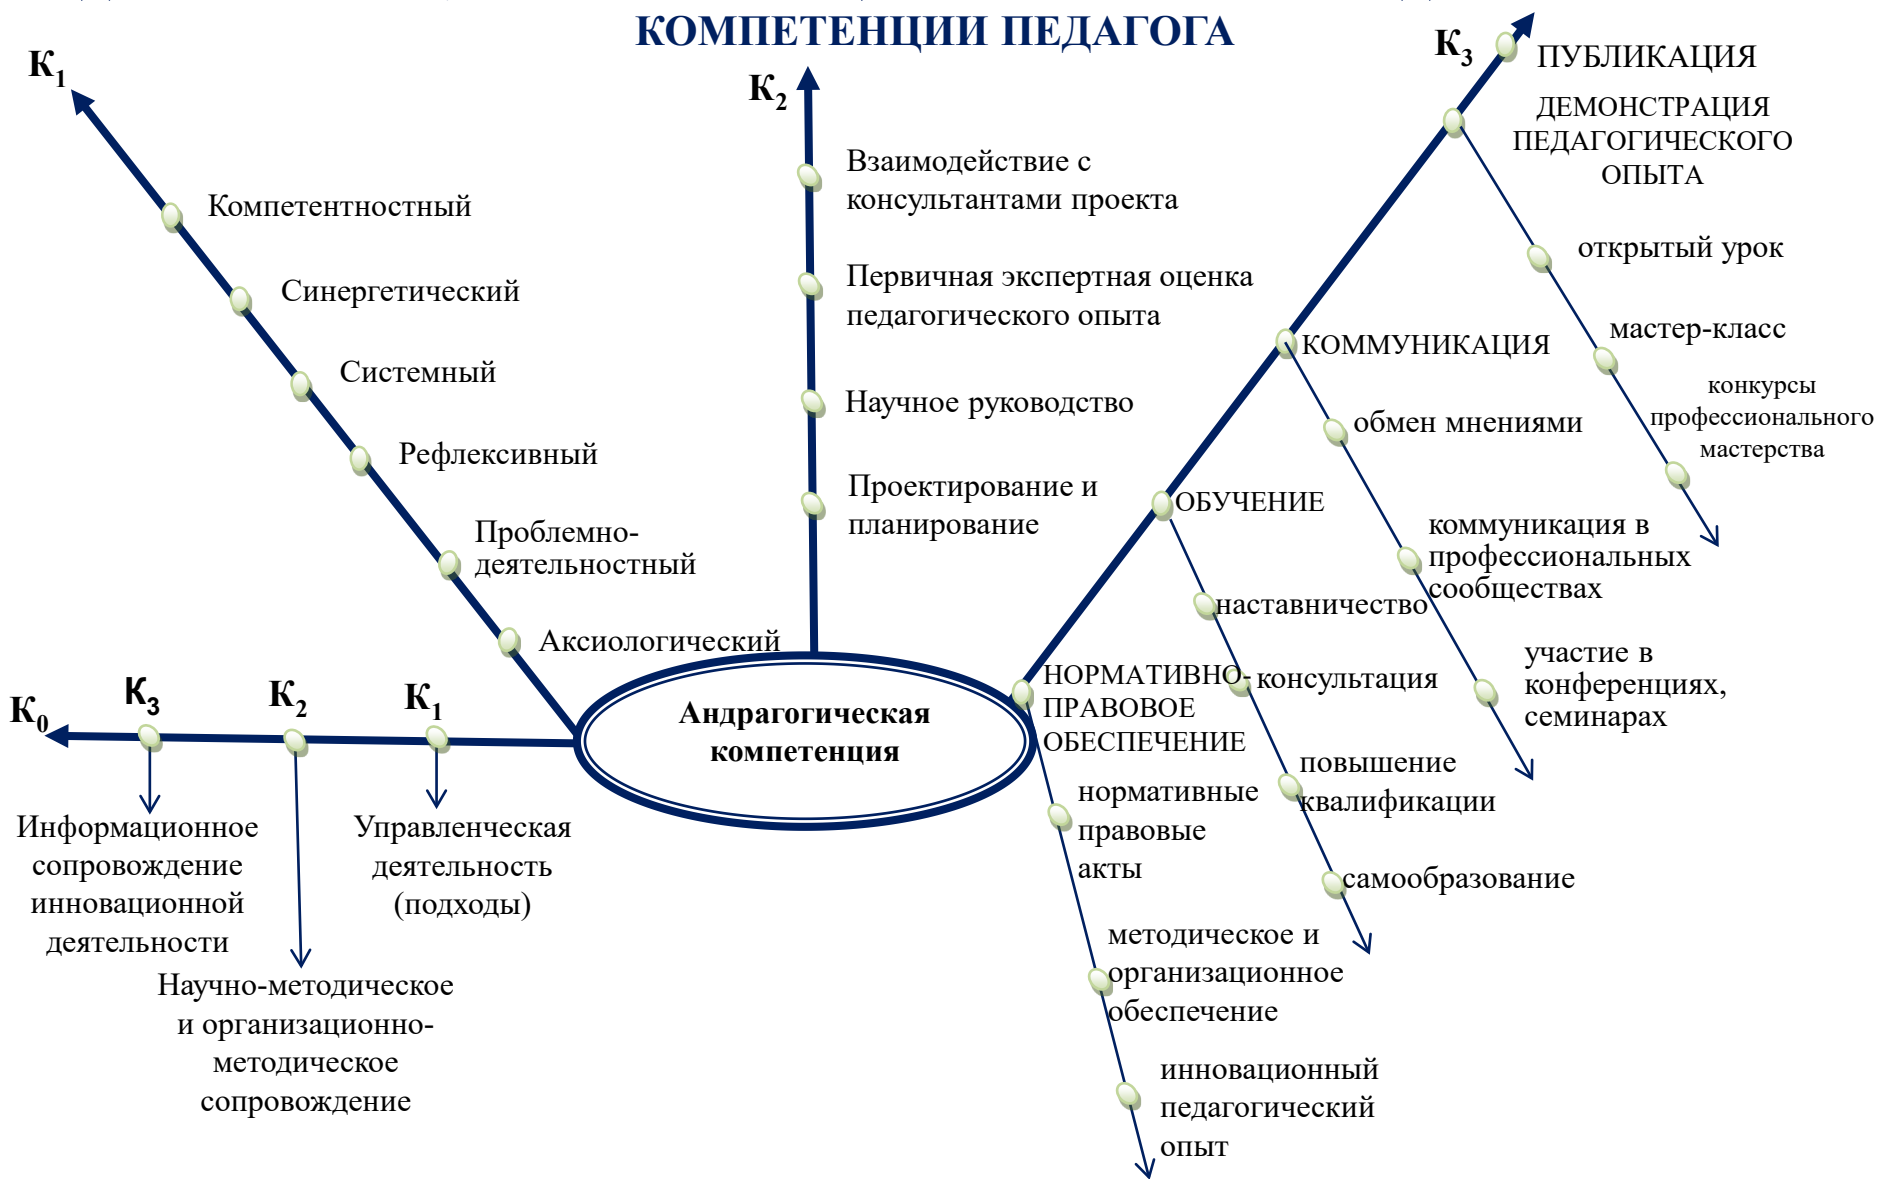 КОМПЕТЕНЦИИ ПЕДАГОГА
К1
Компетентностный
Синергетический
Системный
Рефлексивный
Проблемно-
деятельностный
Аксиологический
К2
Взаимодействие с
консультантами проекта
Первичная экспертная оценка
педагогического опыта
Научное руководство
Проектирование и
планирование
К3
ПУБЛИКАЦИЯ
ДЕМОНСТРАЦИЯ
ПЕДАГОГИЧЕСКОГО
ОПЫТА
открытый урок
мастер-класс
конкурсы
профессионального
мастерства
КОММУНИКАЦИЯ
обмен мнениями
коммуникация в
профессиональных
сообществах
участие в
конференциях,
семинарах
ОБУЧЕНИЕ
наставничество
консультация
повышение
квалификации
самообразование
НОРМАТИВНО-
ПРАВОВОЕ
ОБЕСПЕЧЕНИЕ
нормативные
правовые
акты
методическое и
организационное
обеспечение
инновационный
педагогический
опыт
Андрагогическая
компетенция
К0
К3
К2
К1
Информационное
сопровождение
инновационной
деятельности
Научно-методическое
и организационно-
методическое
сопровождение
Управленческая
деятельность
(подходы)